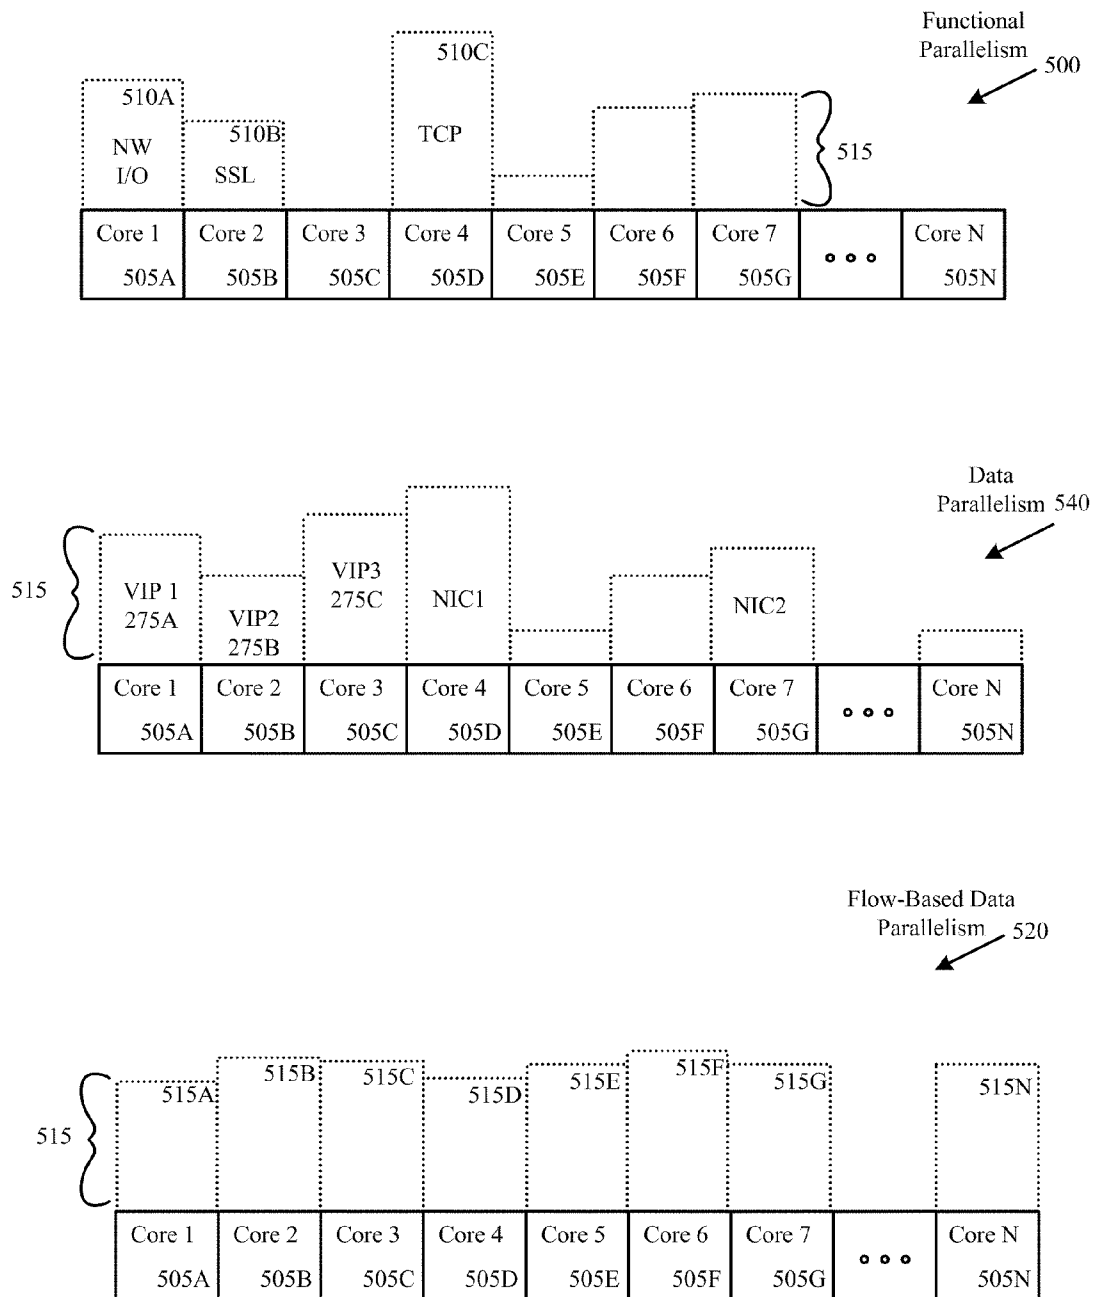 Functional
Parallelism
500
510A
NW
I/O
510B
SSL
510C
TCP
515
Core 1 Core 2 Core 3 Core 4 Core 5 Core 6 Core 7 Core N
505A 505B 505C 505D 505E 505F 505G 505N
Data
Parallelism 540
515
VIP 1
275A
VIP2
275B
VIP3
275C
NIC1
NIC2
Core 1 Core 2 Core 3 Core 4 Core 5 Core 6 Core 7 Core N
505A 505B 505C 505D 505E 505F 505G 505N
Flow-Based Data
Parallelism 520
515
515A 515B 515C 515D 515E 515F 515G 515N
Core 1 Core 2 Core 3 Core 4 Core 5 Core 6 Core 7 Core N
505A 505B 505C 505D 505E 505F 505G 505N